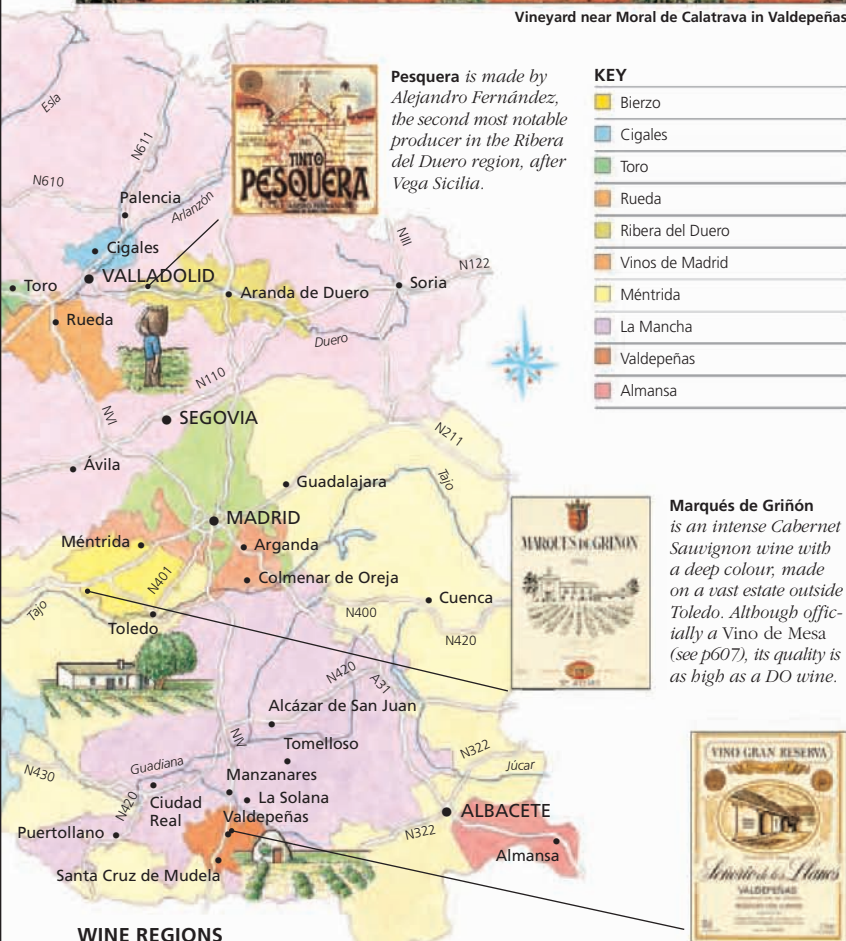 Vineyard near Moral de Calatrava in Valdepeñas
Pesquera is made by
Alejandro Fernández,
the second most notable
producer in the Ribera
del Duero region, after
Vega Sicilia.
KEY
Bierzo
Cigales
Toro
Rueda
Ribera del Duero
Vinos de Madrid
Méntrida
La Mancha
Valdepeñas
Almansa
TINTO
PESQUERA
Esla
N611
N610
Palencia
Arlanzón
Cigales
VALLADOLID
NIII
N122
Toro
Aranda de Duero
Soria
Rueda
Duero
N110
NVI
SEGOVIA
N211
Ávila
Guadalajara
Tajo
MADRID
Méntrida
Arganda
N401
Colmenar de Oreja
Tajo
Cuenca
N400
Toledo
N420
MARQUÉS DE GRIÑON
Marqués de Griñón
is an intense Cabernet
Sauvignon wine with
a deep colour, made
on a vast estate outside
Toledo. Although offic-
ially a Vino de Mesa
(see p607), its quality is
as high as a DO wine.
N420
A31
Alcázar de San Juan
NIV
Tomelloso
N322
Júcar
N430
Guadiana
Manzanares
N420
Ciudad
Real
La Solana
Valdepeñas
ALBACETE
Puertollano
N322
Almansa
Santa Cruz de Mudela
VINO GRAN RESERVA
Señorío de los Llanos
VALDEPEÑAS
WINE REGIONS